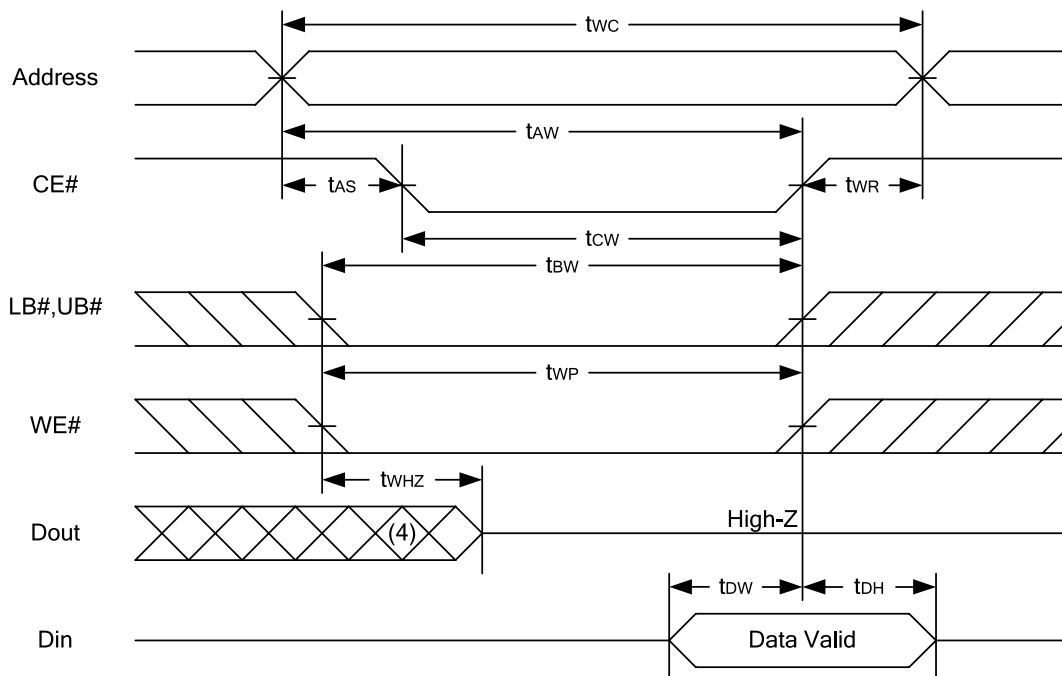 tWC
Address
tAW
CE#
tAS
tWR
tCW
tBW
LB#,UB#
tWP
WE#
tWHZ
Dout
(4)
High-Z
tDW
tDH
Din
Data Valid